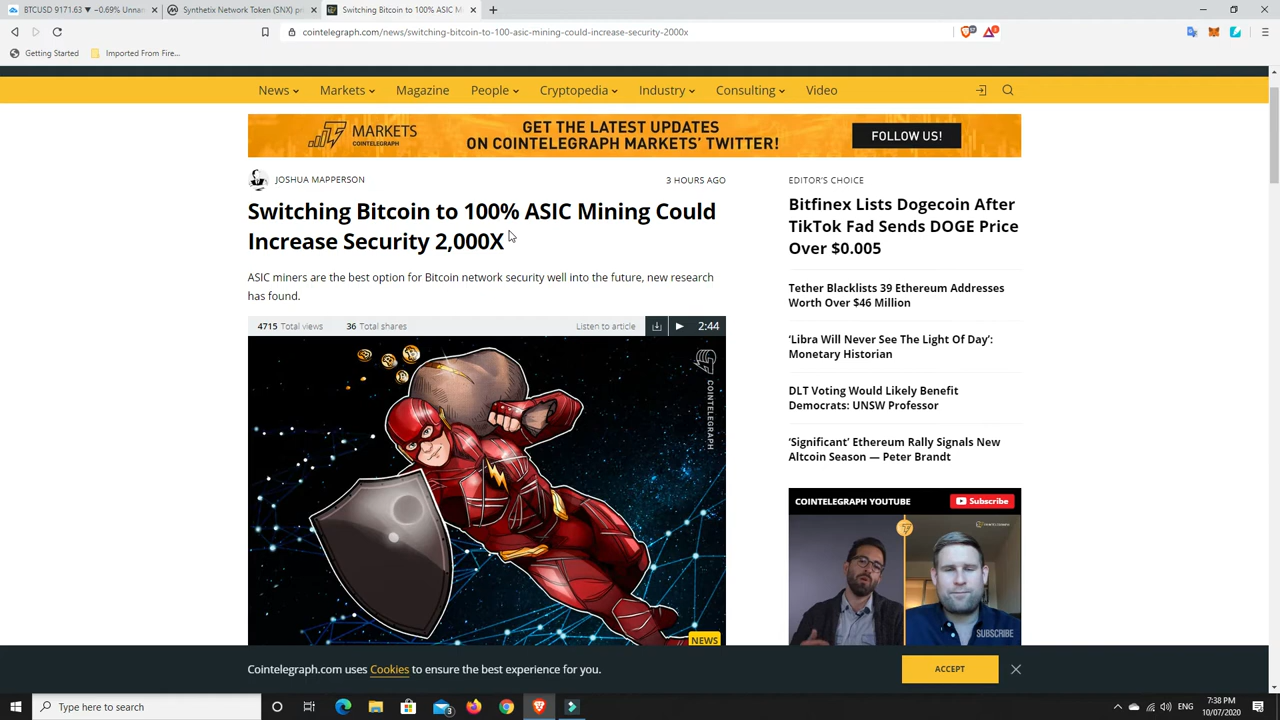 BTCUSD 9171.63 ▼ −0.69% Unna
Synthetix Network Token (SNX) pr
Switching Bitcoin to 100% ASIC M
cointelegraph.com/news/switching-bitcoin-to-100-asic-mining-could-increase-security-2000x
Getting Started
Imported From Fire...
News
Markets
Magazine
People
Cryptopedia
Industry
Consulting
Video
MARKETS
COINTELEGRAPH
GET THE LATEST UPDATES
ON COINTELEGRAPH MARKETS' TWITTER!
FOLLOW US!
JOSHUA MAPPERSON
3 HOURS AGO
Switching Bitcoin to 100% ASIC Mining Could
Increase Security 2,000X
ASIC miners are the best option for Bitcoin network security well into the future, new research
has found.
4715 Total views
36 Total shares
Listen to article
2:44
COINTELEGRAPH
NEWS
EDITOR'S CHOICE
Bitfinex Lists Dogecoin After
TikTok Fad Sends DOGE Price
Over $0.005
Tether Blacklists 39 Ethereum Addresses
Worth Over $46 Million
'Libra Will Never See The Light Of Day':
Monetary Historian
DLT Voting Would Likely Benefit
Democrats: UNSW Professor
'Significant' Ethereum Rally Signals New
Altcoin Season — Peter Brandt
COINTELEGRAPH YOUTUBE
Subscribe
SUBSCRIBE
Cointelegraph.com uses Cookies to ensure the best experience for you.
ACCEPT
Type here to search
ENG
7:38 PM
10/07/2020